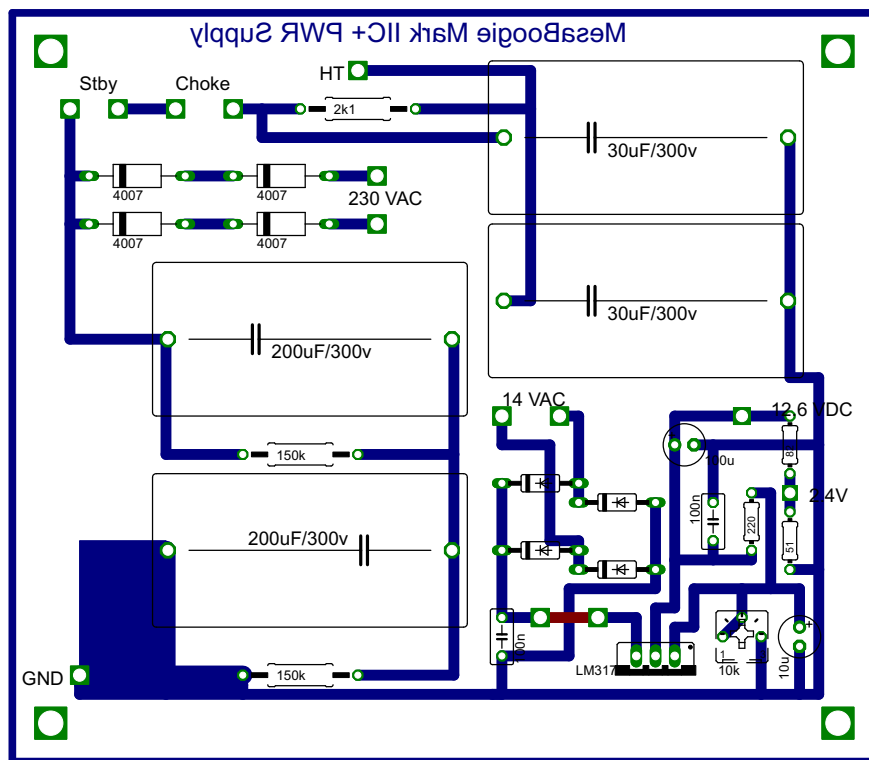 MesaBoogie Mark IIC+ PWR Supply
HT
Stby
Choke
2k1
30uF/300v
4007
4007
230 VAC
4007
4007
30uF/300v
200uF/300v
14 VAC
12.6 VDC
82
100u
150k
2.4V
100n
220
51
200uF/300v
100n
+
1
10k
10u
LM317
GND
150k